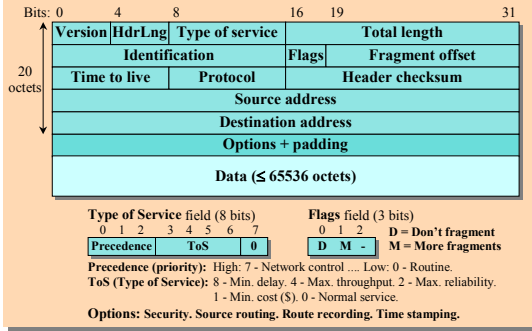 Bits: 0 4 8 16 19 31
Version HdrLng Type of service Total length
Identification Flags Fragment offset
20 octets
Time to live Protocol Header checksum
Source address
Destination address
Options + padding
Data (≤ 65536 octets)
Type of Service field (8 bits) Flags field (3 bits)
0 1 2 3 4 5 6 7 0 1 2 D = Don't fragment
Precedence ToS 0 D M - M = More fragments
Precedence (priority): High: 7 - Network control .... Low: 0 - Routine.
ToS (Type of Service): 8 - Min. delay. 4 - Max. throughput. 2 - Max. reliability.
1 - Min. cost ($). 0 - Normal service.
Options: Security. Source routing. Route recording. Time stamping.